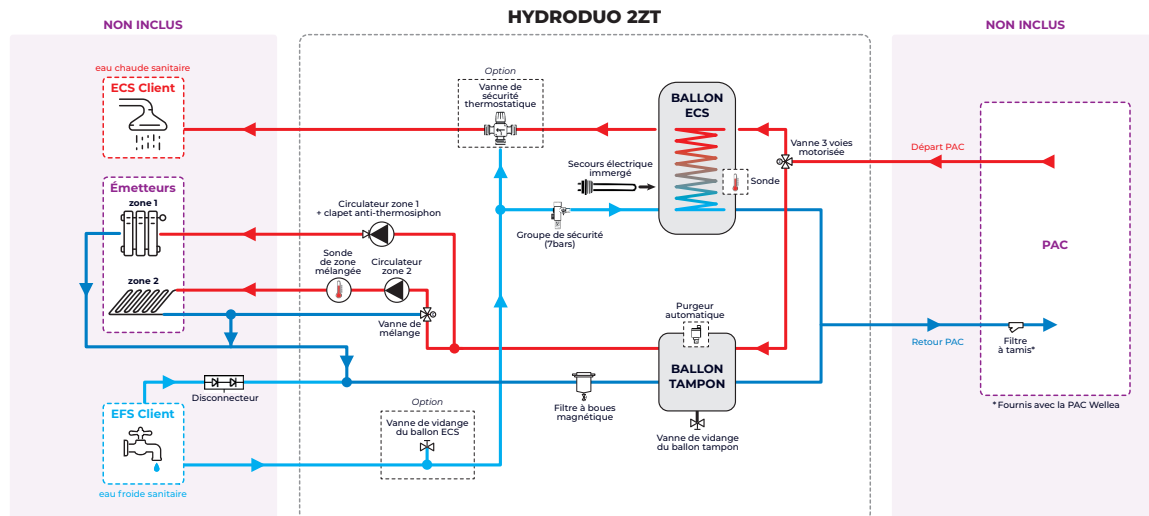 HYDRODUO 2ZT
NON INCLUS
NON INCLUS
eau chaude sanitaire
ECS Client
Option
Vanne de
sécurité
thermostatique
BALLON
ECS
Vanne 3 voies
motorisée
Départ PAC
Secours électrique
immergé
Sonde
Émetteurs
zone 1
Circulateur zone 1
+ clapet anti-thermosiphon
Groupe de sécurité
(7bars)
PAC
Sonde
de zone
mélangée
Circulateur
zone 2
zone 2
Vanne de
mélange
Purgeur
automatique
Retour PAC
Filtre
à tamis*
BALLON
TAMPON
Disconnecteur
Filtre à boues
magnétique
*Fournis avec la PAC Wellea
EFS Client
Option
Vanne de vidange
du ballon ECS
Vanne de vidange
du ballon tampon
eau froide sanitaire